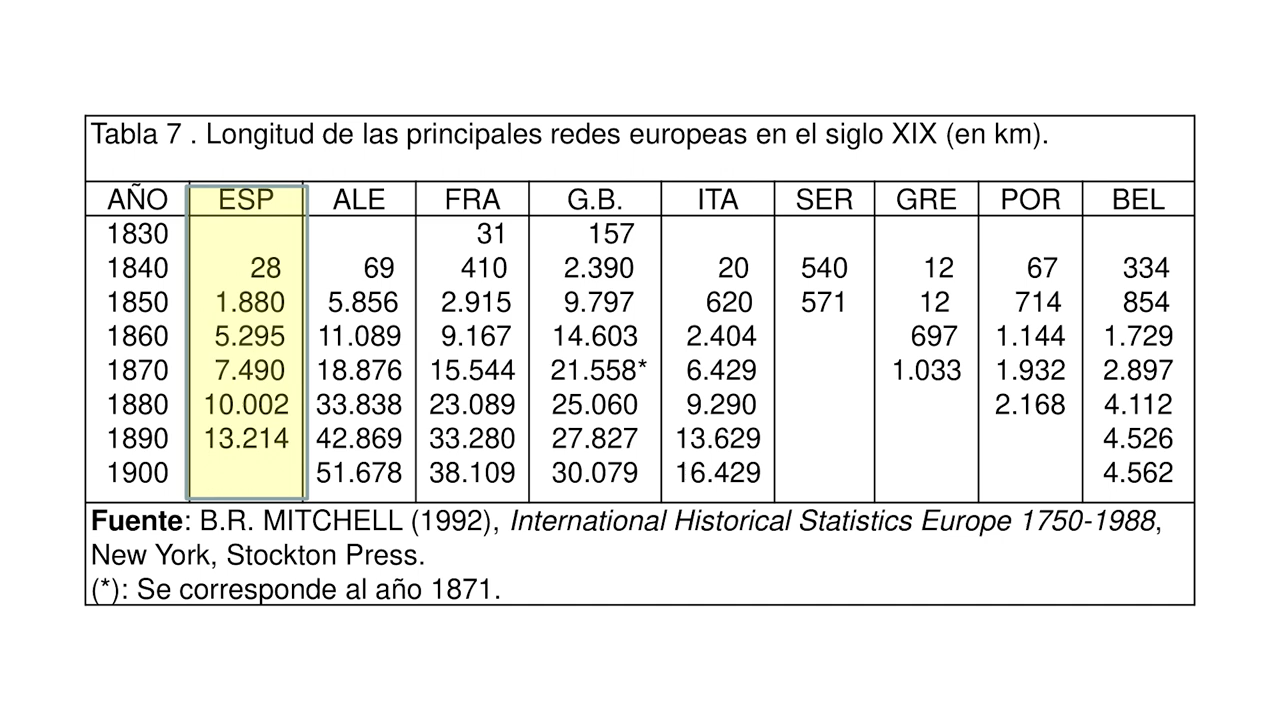 Tabla 7 . Longitud de las principales redes europeas en el siglo XIX (en km).
AÑO ESP ALE FRA G.B. ITA SER GRE POR BEL
1830 31 157
1840 28 69 410 2.390 20 540 12 67 334
1850 1.880 5.856 2.915 9.797 620 571 12 714 854
1860 5.295 11.089 9.167 14.603 2.404 697 1.144 1.729
1870 7.490 18.876 15.544 21.558* 6.429 1.033 1.932 2.897
1880 10.002 33.838 23.089 25.060 9.290 2.168 4.112
1890 13.214 42.869 33.280 27.827 13.629 4.526
1900 51.678 38.109 30.079 16.429 4.562
Fuente: B.R. MITCHELL (1992), International Historical Statistics Europe 1750-1988,
New York, Stockton Press.
(*): Se corresponde al año 1871.